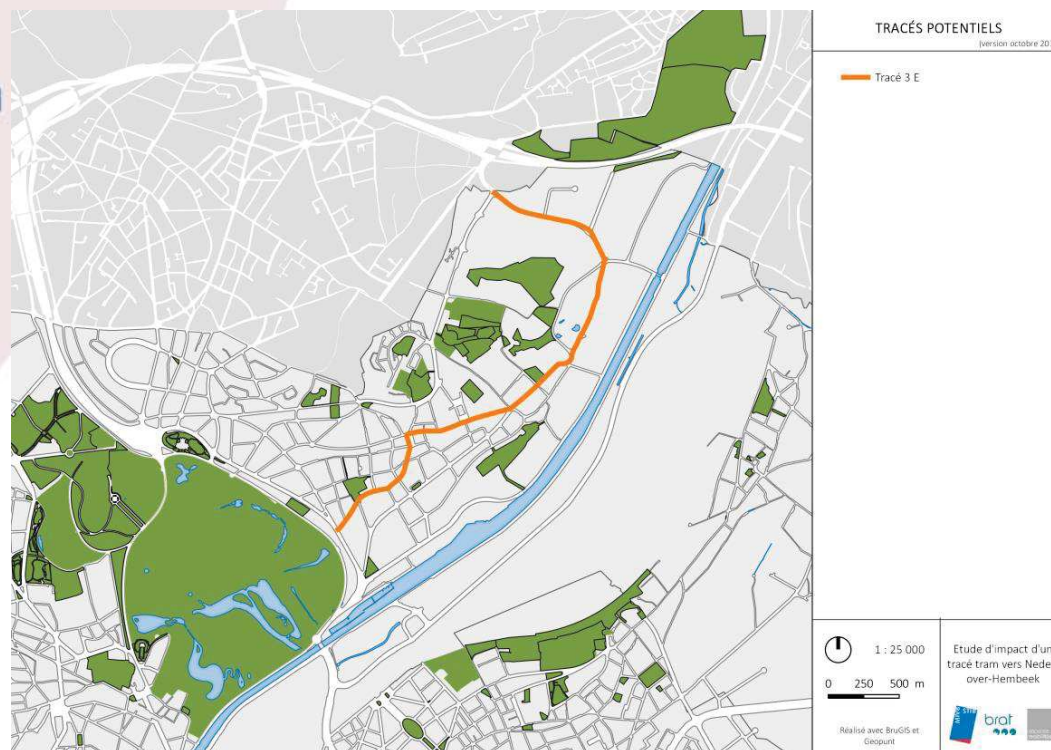 TRACÉS POTENTIELS
(version octobre 20
Tracé 3 E
1 : 25 000
0 250 500 m
Réalisé avec BruGIS et
Geopunt
Etude d'impact d'un
tracé tram vers Nede
over-Hembeek
brat